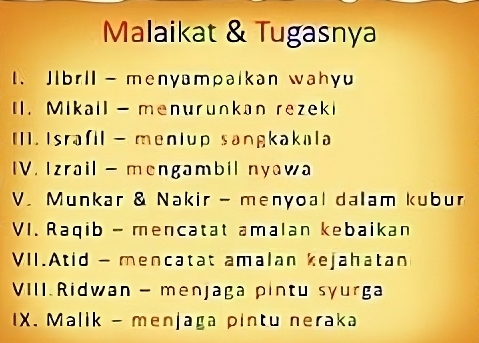 Malaikat & Tugasnya
I. Jibril – menyampaikan wahyu
II. Mikail – menurunkan rezeki
III. Israfil – meniup sangkakala
IV. Izrail – mengambil nyawa
V. Munkar & Nakir – menyoal dalam kubur
VI. Raqib – mencatat amalan kebaikan
VII.Atid – mencatat amalan kejahatan
VIII.Ridwan – menjaga pintu syurga
IX. Malik – menjaga pintu neraka